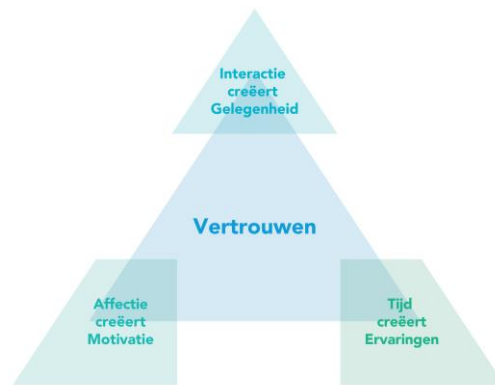 Interactie
creëert
Gelegenheid
Vertrouwen
Affectie
creëert
Motivatie
Tijd
creëert
Ervaringen